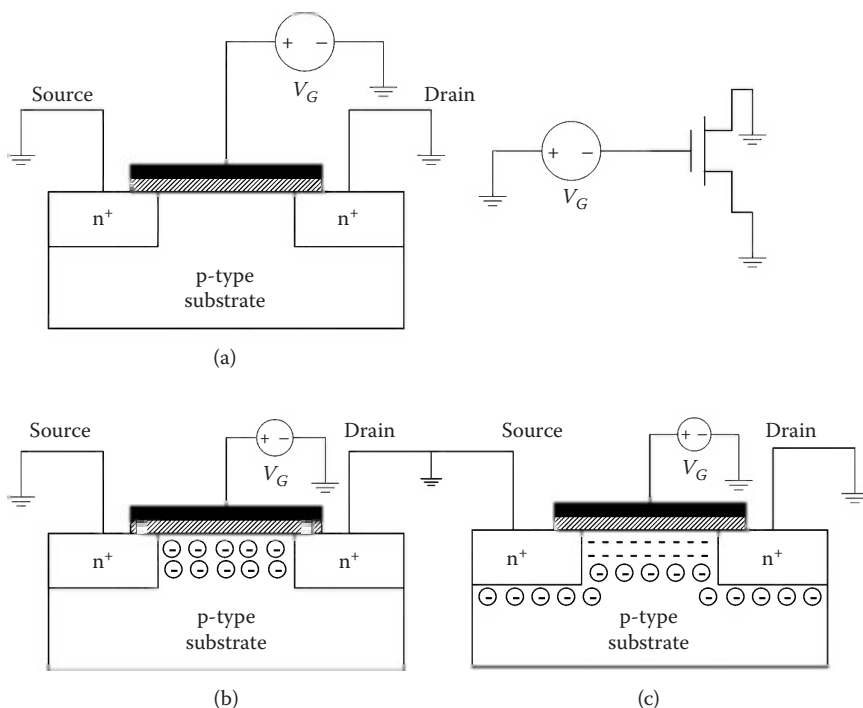 + −
V_G
Source
Drain
n⁺
n⁺
p-type
substrate
(a)
+ −
V_G
Source
+ −
V_G
Drain
n⁺
n⁺
p-type
substrate
(b)
Source
+ −
V_G
Drain
n⁺
n⁺
p-type
substrate
(c)